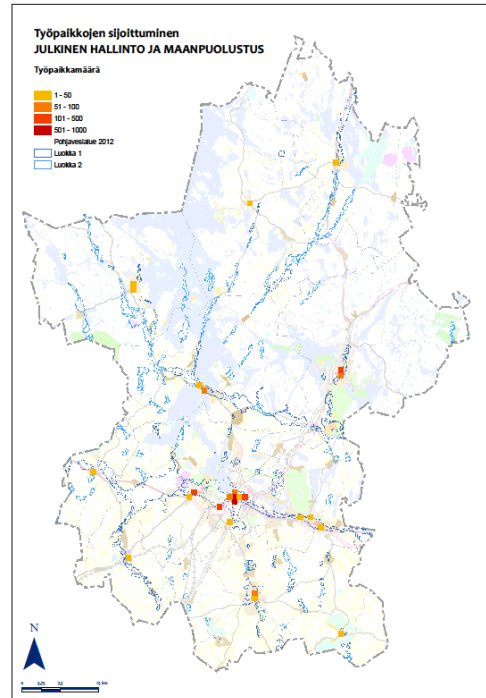 Työpaikkojen sijoittuminen
JULKINEN HALLINTO JA MAANPUOLUSTUS
Työpaikkamäärä
1 - 50
51 - 100
101 - 500
501 - 1000
Pohjavesialue 2012
Luokka 1
Luokka 2
N